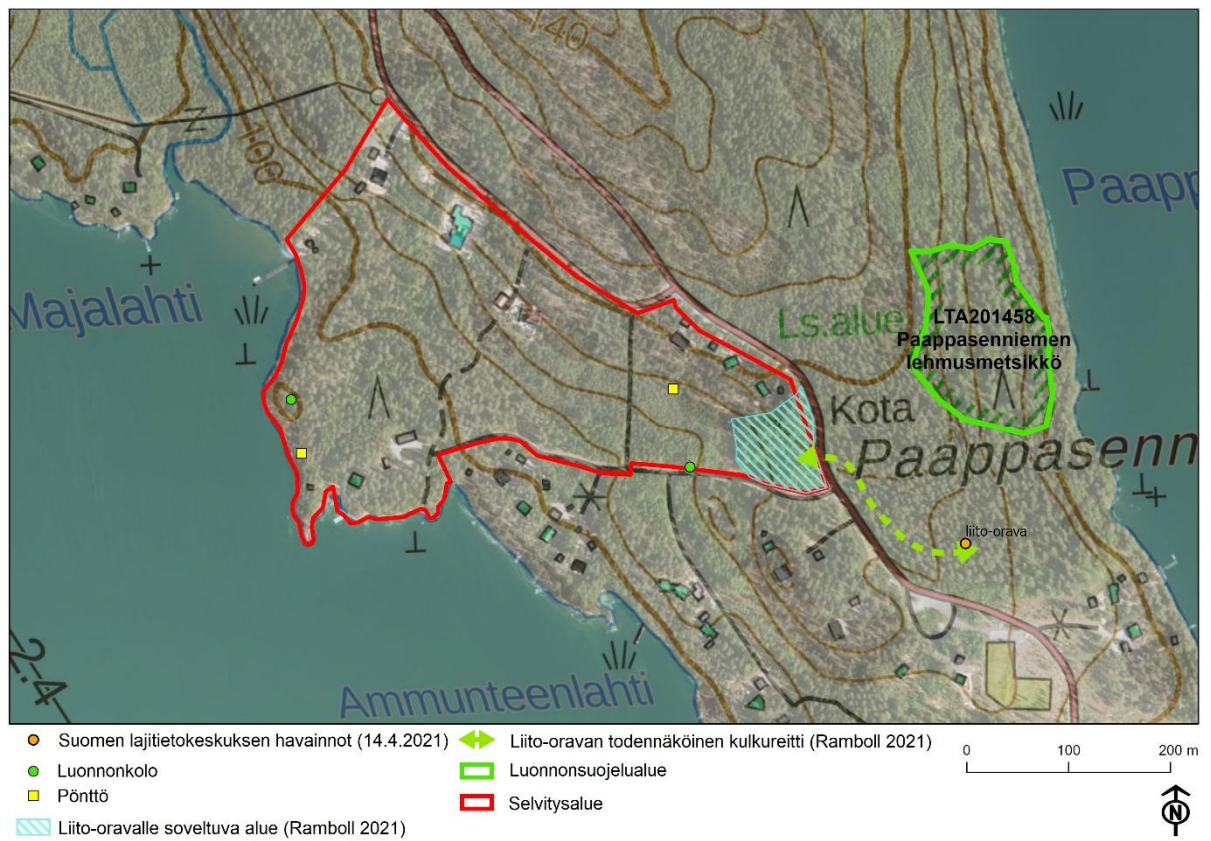 140
100
Z
Paapp
Majalahti
Ls.alue
LTA201458
Paappasenniemen
lehmusmetsikkö
Kota
Paappasenn
liito-orava
2.4
Ammunteenlahti
Suomen lajitietokeskuksen havainnot (14.4.2021)
Luonnonkolo
Pönttö
Liito-oravalle soveltuva alue (Ramboll 2021)
Liito-oravan todennäköinen kulkureitti (Ramboll 2021)
Luonnonsuojelualue
Selvitysalue
0 100 200 m
N